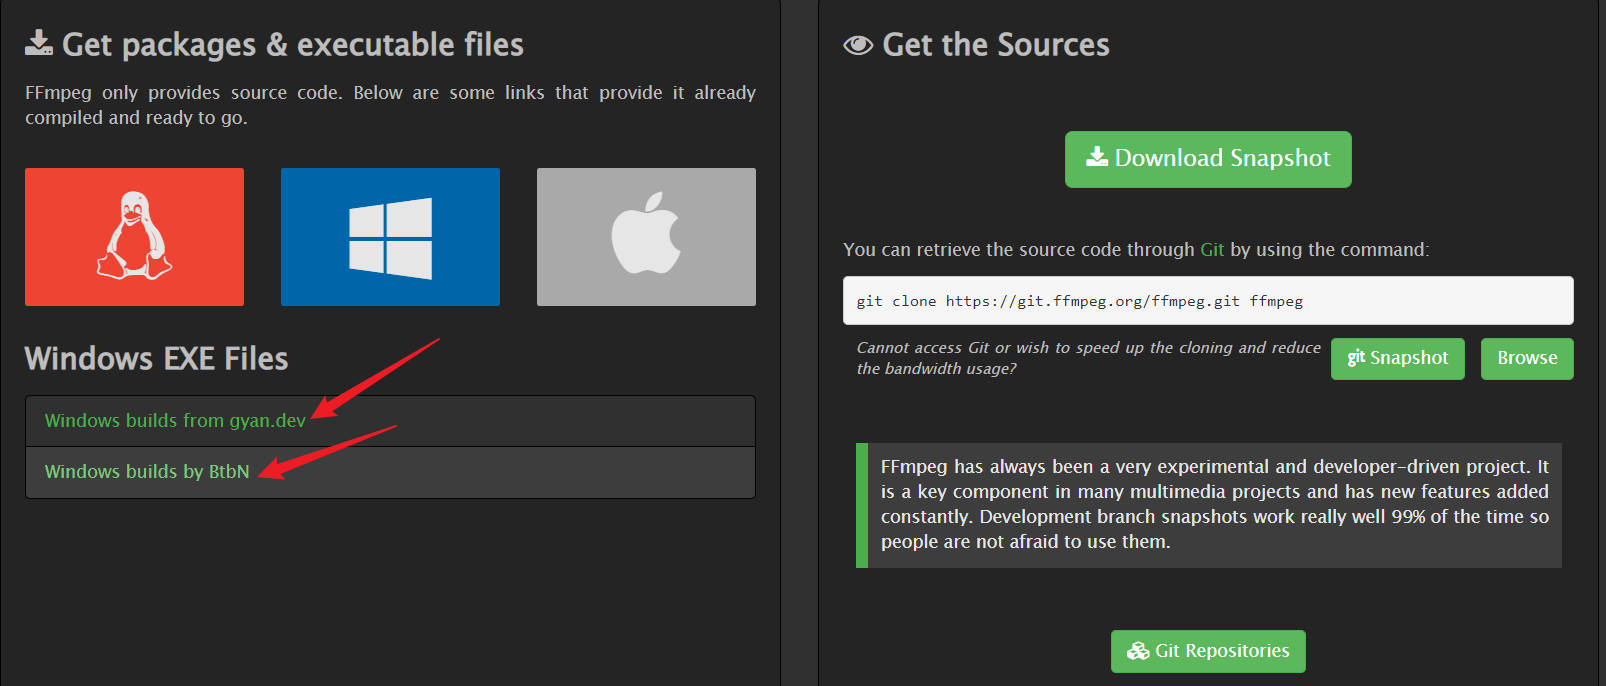 Get packages & executable files
FFmpeg only provides source code. Below are some links that provide it already
compiled and ready to go.
Windows EXE Files
Windows builds from gyan.dev
Windows builds by BtbN
Get the Sources
Download Snapshot
You can retrieve the source code through Git by using the command:
git clone https://git.ffmpeg.org/ffmpeg.git ffmpeg
Cannot access Git or wish to speed up the cloning and reduce
the bandwidth usage?
git Snapshot
Browse
FFmpeg has always been a very experimental and developer-driven project. It
is a key component in many multimedia projects and has new features added
constantly. Development branch snapshots work really well 99% of the time so
people are not afraid to use them.
Git Repositories